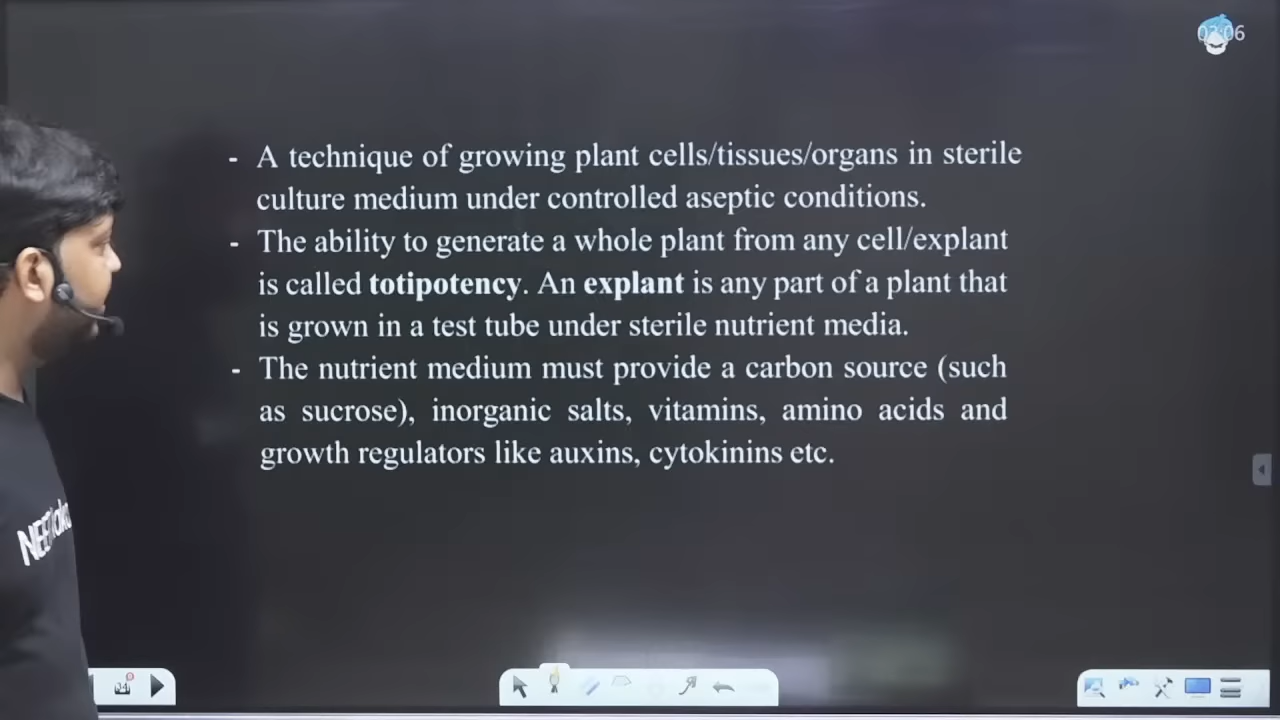 - A technique of growing plant cells/tissues/organs in sterile
culture medium under controlled aseptic conditions.
- The ability to generate a whole plant from any cell/explant
is called totipotency. An explant is any part of a plant that
is grown in a test tube under sterile nutrient media.
- The nutrient medium must provide a carbon source (such
as sucrose), inorganic salts, vitamins, amino acids and
growth regulators like auxins, cytokinins etc.